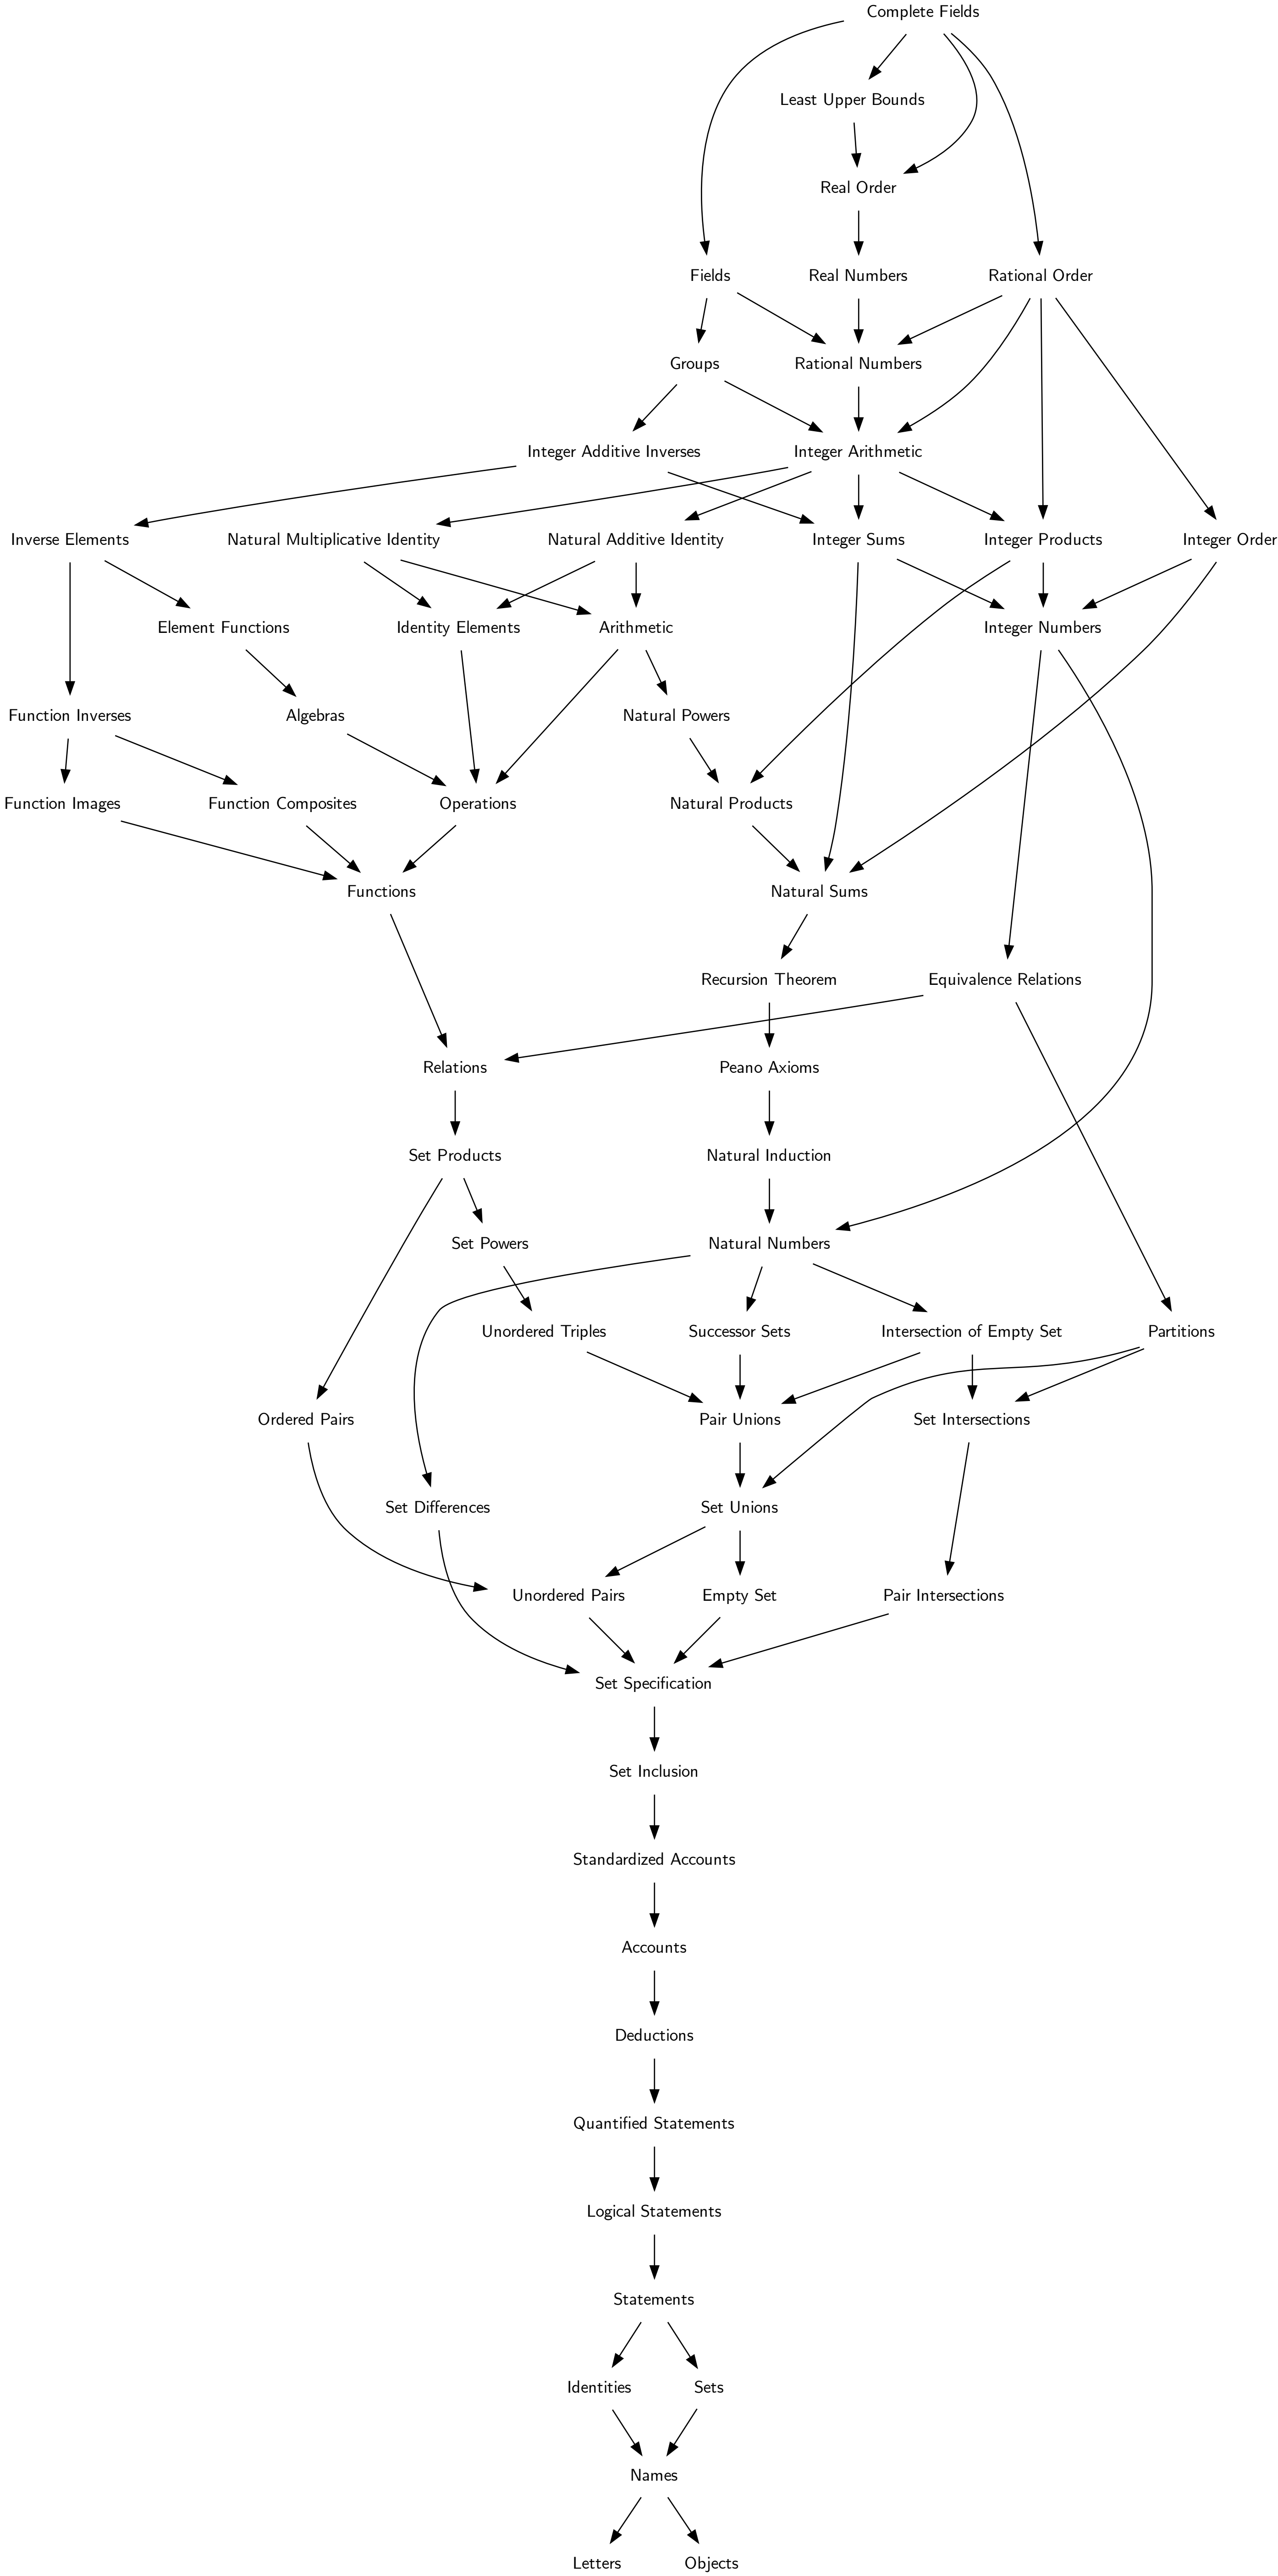 Complete Fields
Least Upper Bounds
Real Order
Fields
Real Numbers
Rational Order
Groups
Rational Numbers
Integer Additive Inverses
Integer Arithmetic
Inverse Elements
Natural Multiplicative Identity
Natural Additive Identity
Integer Sums
Integer Products
Integer Order
Element Functions
Identity Elements
Arithmetic
Integer Numbers
Function Inverses
Algebras
Natural Powers
Function Images
Function Composites
Operations
Natural Products
Functions
Natural Sums
Recursion Theorem
Equivalence Relations
Relations
Peano Axioms
Set Products
Natural Induction
Set Powers
Natural Numbers
Unordered Triples
Successor Sets
Intersection of Empty Set
Partitions
Ordered Pairs
Pair Unions
Set Intersections
Set Differences
Set Unions
Unordered Pairs
Empty Set
Pair Intersections
Set Specification
Set Inclusion
Standardized Accounts
Accounts
Deductions
Quantified Statements
Logical Statements
Statements
Identities
Sets
Names
Letters
Objects